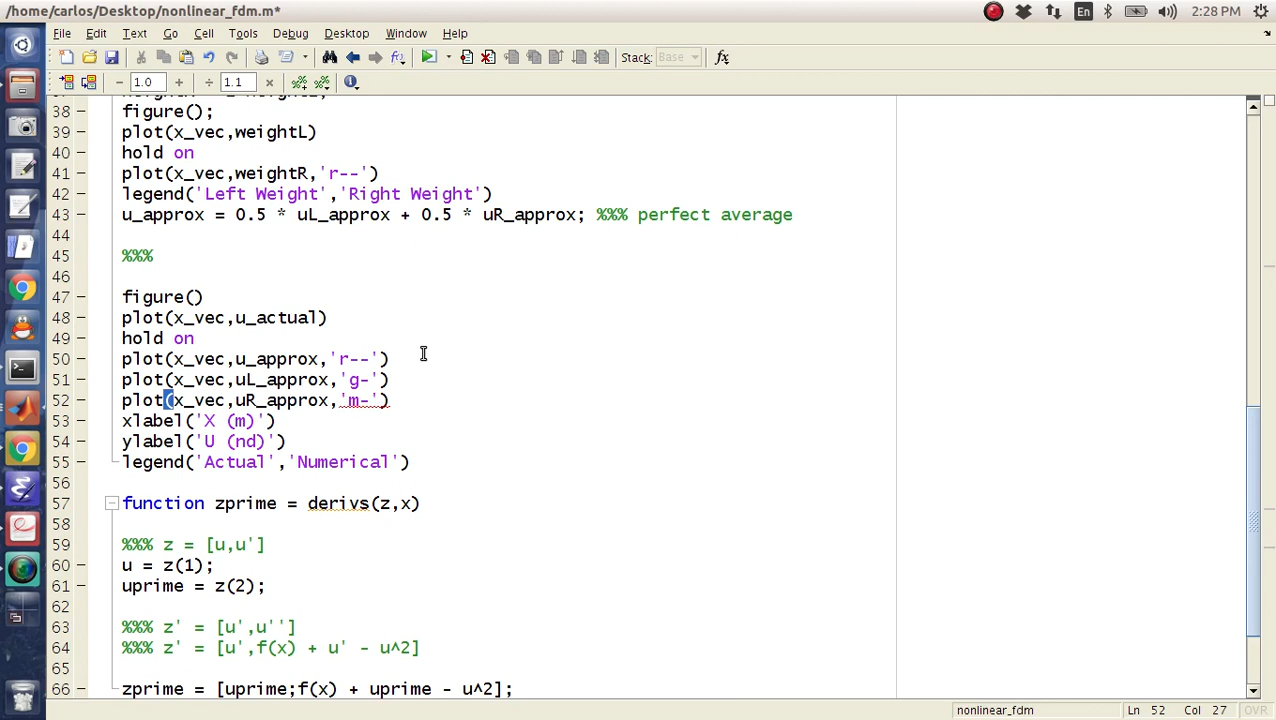 /home/carlos/Desktop/nonlinear_fdm.m*
En
2:28 PM
File Edit Text Go Cell Tools Debug Desktop Window Help
Stack: Base
1.0
1.1
38 figure();
39 plot(x_vec,weightL)
40 hold on
41 plot(x_vec,weightR,'r--')
42 legend('Left Weight','Right Weight')
43 u_approx = 0.5 * uL_approx + 0.5 * uR_approx; %%% perfect average
44
45 %%%
46
47 figure()
48 plot(x_vec,u_actual)
49 hold on
50 plot(x_vec,u_approx,'r--')
51 plot(x_vec,uL_approx,'g-')
52 plot(x_vec,uR_approx,'m-')
53 xlabel('X (m)')
54 ylabel('U (nd)')
55 legend('Actual','Numerical')
56
57 function zprime = derivs(z,x)
58
59 %%% z = [u,u']
60 u = z(1);
61 uprime = z(2);
62
63 %%% z' = [u',u'']
64 %%% z' = [u',f(x) + u' - u^2]
65
66 zprime = [uprime;f(x) + uprime - u^2];
nonlinear_fdm
Ln 52 Col 27 OVR